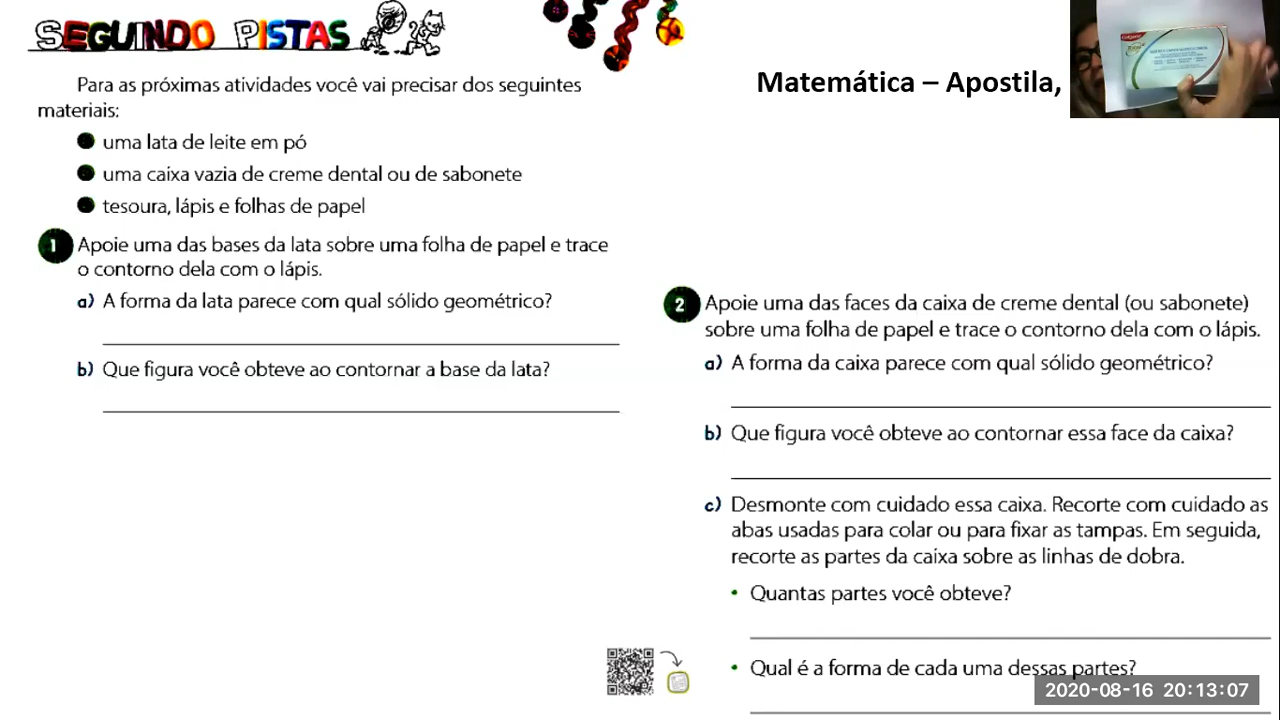 SEGUINDO PISTAS
Para as próximas atividades você vai precisar dos seguintes
materiais:
uma lata de leite em pó
uma caixa vazia de creme dental ou de sabonete
tesoura, lápis e folhas de papel
1 Apoie uma das bases da lata sobre uma folha de papel e trace
o contorno dela com o lápis.
a) A forma da lata parece com qual sólido geométrico?
b) Que figura você obteve ao contornar a base da lata?
Matemática – Apostila,
Colgate
2 Apoie uma das faces da caixa de creme dental (ou sabonete)
sobre uma folha de papel e trace o contorno dela com o lápis.
a) A forma da caixa parece com qual sólido geométrico?
b) Que figura você obteve ao contornar essa face da caixa?
c) Desmonte com cuidado essa caixa. Recorte com cuidado as
abas usadas para colar ou para fixar as tampas. Em seguida,
recorte as partes da caixa sobre as linhas de dobra.
• Quantas partes você obteve?
• Qual é a forma de cada uma dessas partes?
2020-08-16 20:13:07